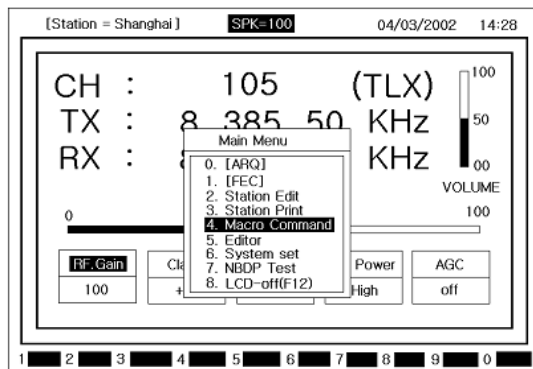 [Station = Shanghai] SPK=100 04/03/2002 14:28
CH : 105 (TLX)
TX : 8 385 50 KHz
RX : KHz
100
50
00
VOLUME
Main Menu
0. [ARQ]
1. [FEC]
2. Station Edit
3. Station Print
4. Macro Command
5. Editor
6. System set
7. NBDP Test
8. LCD-off(F12)
0 100
RF.Gain Cla Power AGC
100 + High off
1 2 3 4 5 6 7 8 9 0